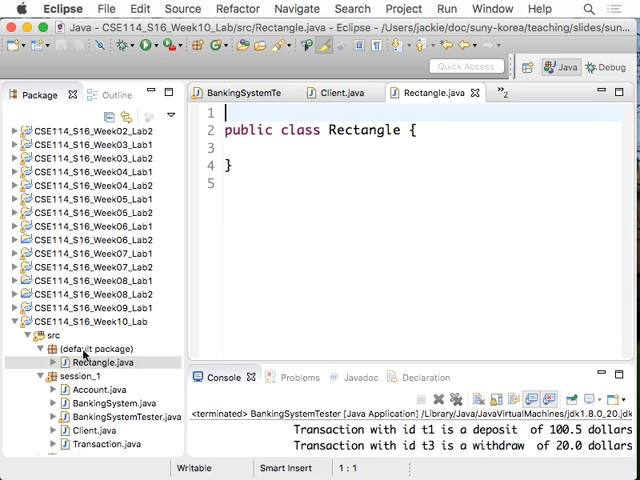 Eclipse File Edit Source Refactor Navigate Search Project Run Window Help
Java - CSE114_S16_Week10_Lab/src/Rectangle.java - Eclipse - /Users/jackie/doc/suny-korea/teaching/slides/sun...
Quick Access
Java
Debug
Package
Outline
BankingSystemTe
Client.java
Rectangle.java
»2
CSE114_S16_Week02_Lab2
CSE114_S16_Week03_Lab1
CSE114_S16_Week03_Lab2
CSE114_S16_Week04_Lab1
CSE114_S16_Week04_Lab2
CSE114_S16_Week05_Lab1
CSE114_S16_Week05_Lab2
CSE114_S16_Week06_Lab1
CSE114_S16_Week06_Lab2
CSE114_S16_Week07_Lab1
CSE114_S16_Week07_Lab2
CSE114_S16_Week08_Lab1
CSE114_S16_Week08_Lab2
CSE114_S16_Week09_Lab1
CSE114_S16_Week10_Lab
src
(default package)
Rectangle.java
session_1
Account.java
BankingSystem.java
BankingSystemTester.java
Client.java
Transaction.java
1
2 public class Rectangle {
3
4 }
5
Console
Problems
Javadoc
Declaration
<terminated> BankingSystemTester [Java Application] /Library/Java/JavaVirtualMachines/jdk1.8.0_20.jdk
Transaction with id t1 is a deposit of 100.5 dollars
Transaction with id t3 is a withdraw of 20.0 dollars
Writable
Smart Insert
1 : 1